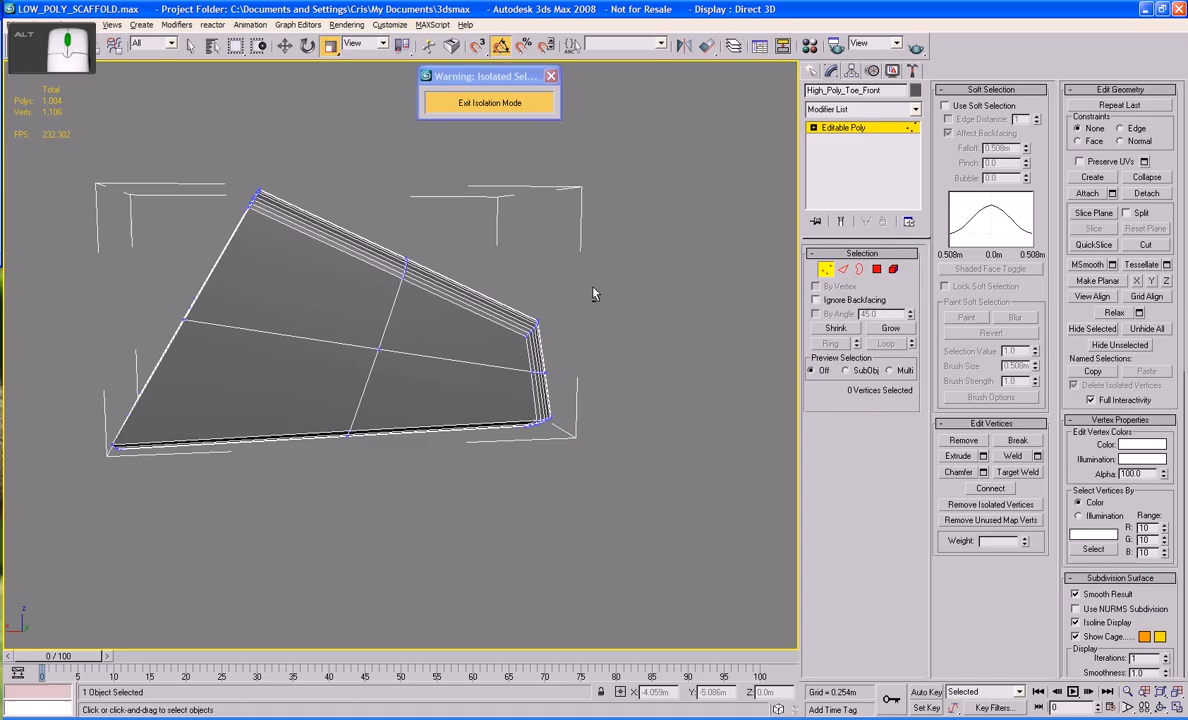 LOW_POLY_SCAFFOLD.max - Project Folder: C:\Documents and Settings\Cris\My Documents\3dsmax - Autodesk 3ds Max 2008 - Not for Resale - Display : Direct 3D
Views Create Modifiers reactor Animation Graph Editors Rendering Customize MAXScript Help
ALT
All
View
View
Total
Polys: 1,004
Verts: 1,106
FPS: 232.302
Warning: Isolated Sel...
Exit Isolation Mode
High_Poly_Toe_Front
Modifier List
Editable Poly
Selection
By Vertex
Ignore Backfacing
By Angle: 45.0
Shrink Grow
Ring Loop
Preview Selection
Off SubObj Multi
0 Vertices Selected
Soft Selection
Use Soft Selection
Edge Distance: 1
Affect Backfacing
Falloff: 0.508m
Pinch: 0.0
Bubble: 0.0
0.508m 0.0m 0.508m
Shaded Face Toggle
Lock Soft Selection
Paint Soft Selection
Paint Blur
Revert
Selection Value 1.0
Brush Size 0.508m
Brush Strength 1.0
Brush Options
Edit Vertices
Remove Break
Extrude Weld
Chamfer Target Weld
Connect
Remove Isolated Vertices
Remove Unused Map Verts
Weight:
Edit Geometry
Repeat Last
Constraints
None Edge
Face Normal
Preserve UVs
Create Collapse
Attach Detach
Slice Plane Split
Slice Reset Plane
QuickSlice Cut
MSmooth Tessellate
Make Planar X Y Z
View Align Grid Align
Relax
Hide Selected Unhide All
Hide Unselected
Named Selections:
Copy Paste
Delete Isolated Vertices
Full Interactivity
Vertex Properties
Edit Vertex Colors
Color:
Illumination:
Alpha: 100.0
Select Vertices By
Color
Illumination Range:
R: 10
G: 10
B: 10
Select
Subdivision Surface
Smooth Result
Use NURMS Subdivision
Isoline Display
Show Cage......
Display
Iterations: 1
Smoothness: 1.0
z
x y
0 / 100
0 5 10 15 20 25 30 35 40 45 50 55 60 65 70 75 80 85 90 95 100
1 Object Selected
X: -4.059m Y: -5.086m Z: 0.0m
Grid = 0.254m
Auto Key Selected
Click or click-and-drag to select objects
Add Time Tag
Set Key Key Filters... 0